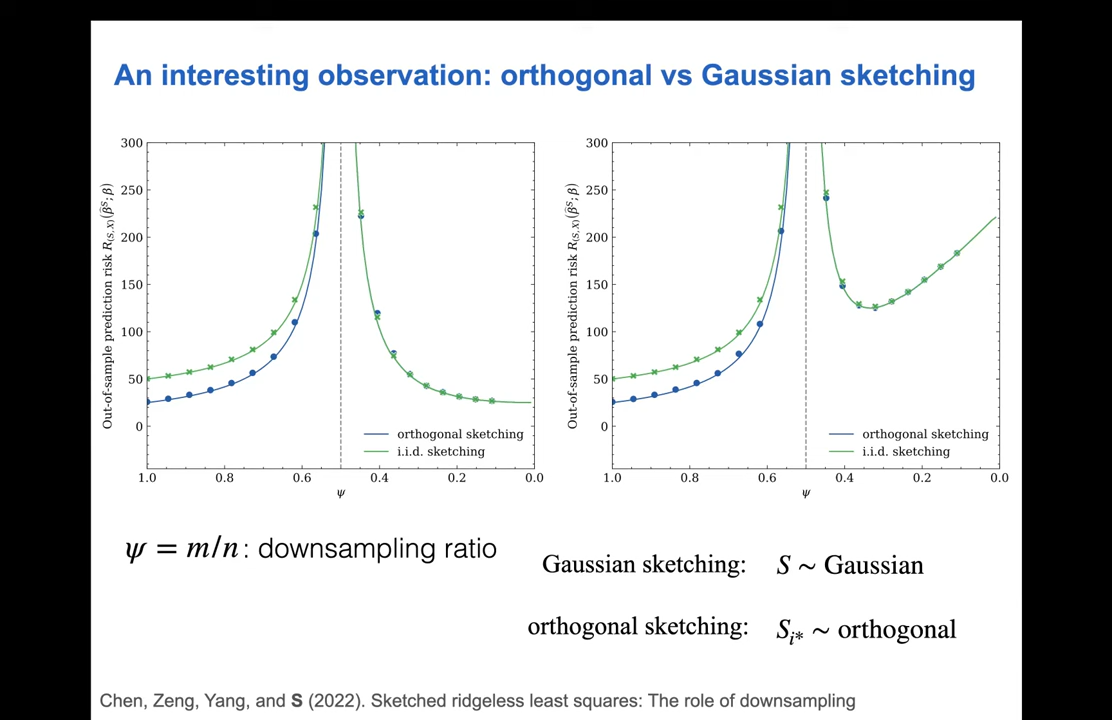 An interesting observation: orthogonal vs Gaussian sketching
Out-of-sample prediction risk R_(S,X)(β̂^S; β)
300
250
200
150
100
50
0
orthogonal sketching
i.i.d. sketching
1.0 0.8 0.6 0.4 0.2 0.0
ψ
Out-of-sample prediction risk R_(S,X)(β̂^S; β)
300
250
200
150
100
50
0
orthogonal sketching
i.i.d. sketching
1.0 0.8 0.6 0.4 0.2 0.0
ψ
ψ = m/n : downsampling ratio
Gaussian sketching: S ~ Gaussian
orthogonal sketching: S_i* ~ orthogonal
Chen, Zeng, Yang, and S (2022). Sketched ridgeless least squares: The role of downsampling